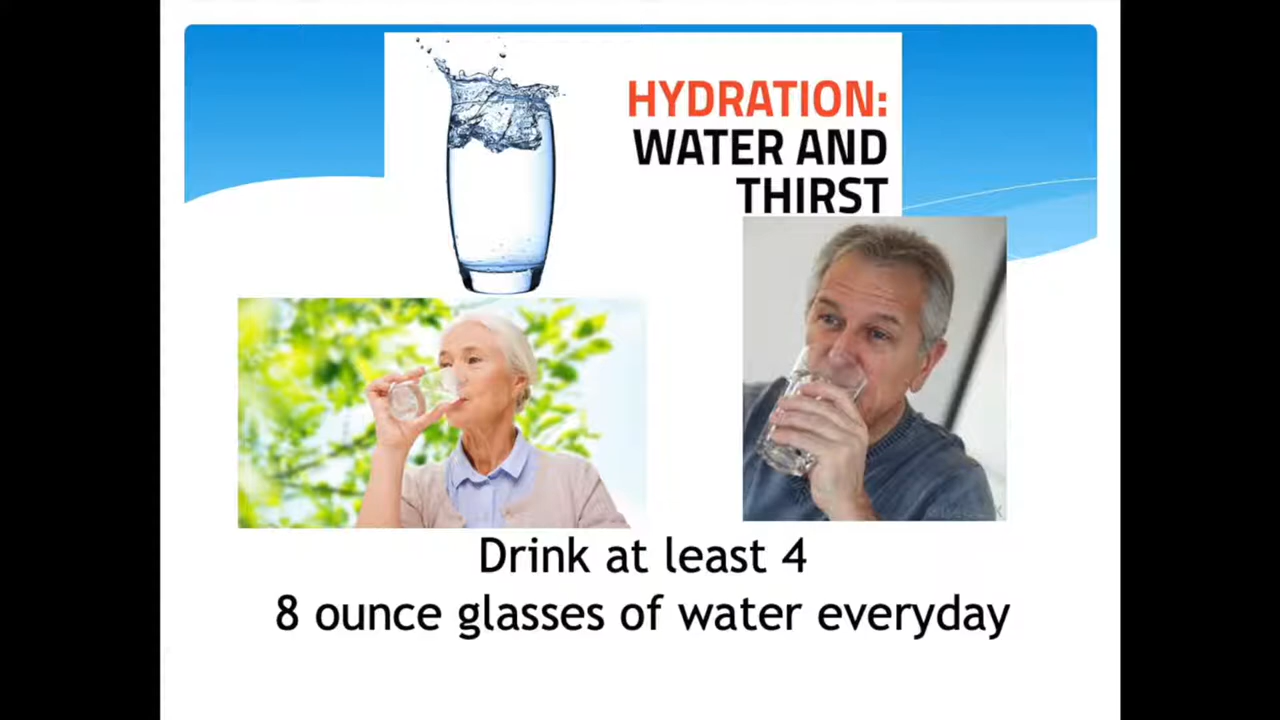 HYDRATION:
WATER AND
THIRST
Drink at least 4
8 ounce glasses of water everyday